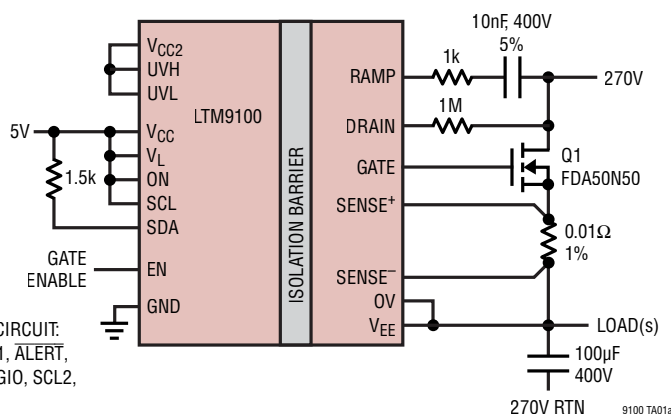 10nF, 400V
5%
1k
270V
1M
VCC2
UVH
UVL
LTM9100
5V
VCC
VL
ON
SCL
SDA
1.5k
GATE
ENABLE
EN
GND
ISOLATION BARRIER
RAMP
DRAIN
GATE
SENSE+
SENSE−
0V
VEE
Q1
FDA50N50
0.01Ω
1%
LOAD(s)
100µF
400V
270V RTN
CIRCUIT:
1, ALERT,
GIO, SCL2,
9100 TA01a